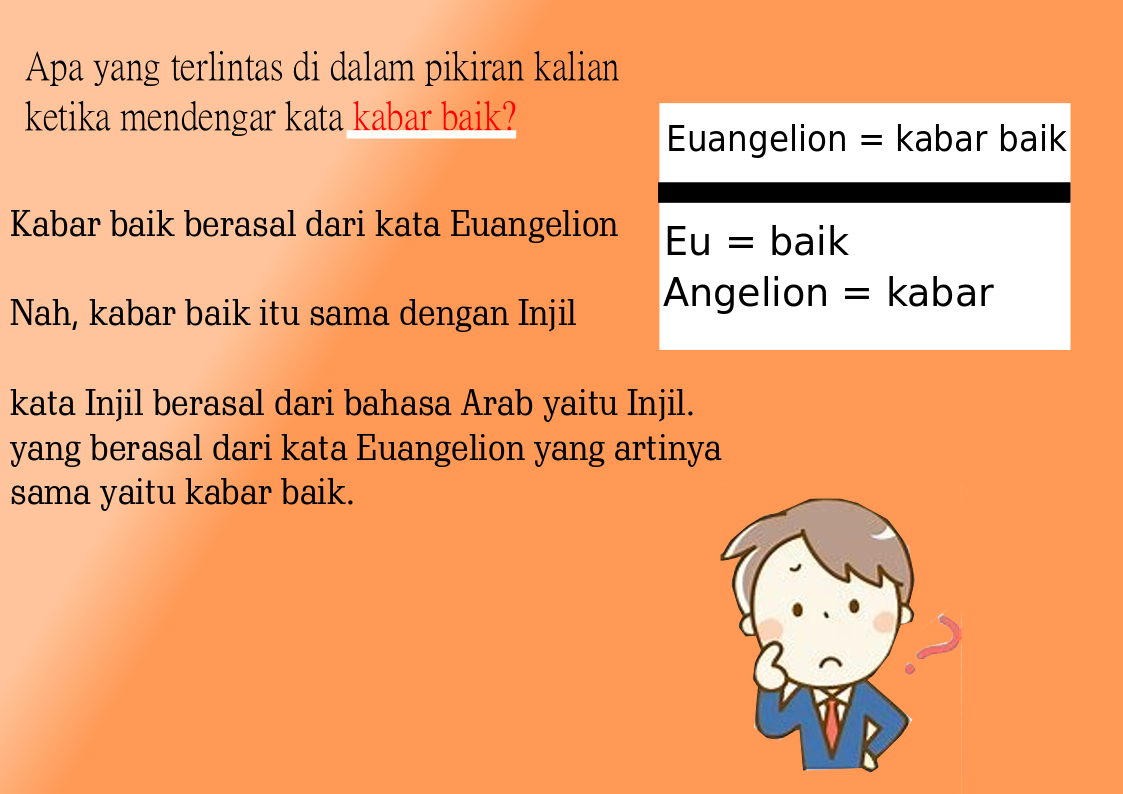 Apa yang terlintas di dalam pikiran kalian
ketika mendengar kata kabar baik?
Euangelion = kabar baik
Eu = baik
Angelion = kabar
Kabar baik berasal dari kata Euangelion
Nah, kabar baik itu sama dengan Injil
kata Injil berasal dari bahasa Arab yaitu Injil.
yang berasal dari kata Euangelion yang artinya
sama yaitu kabar baik.
?